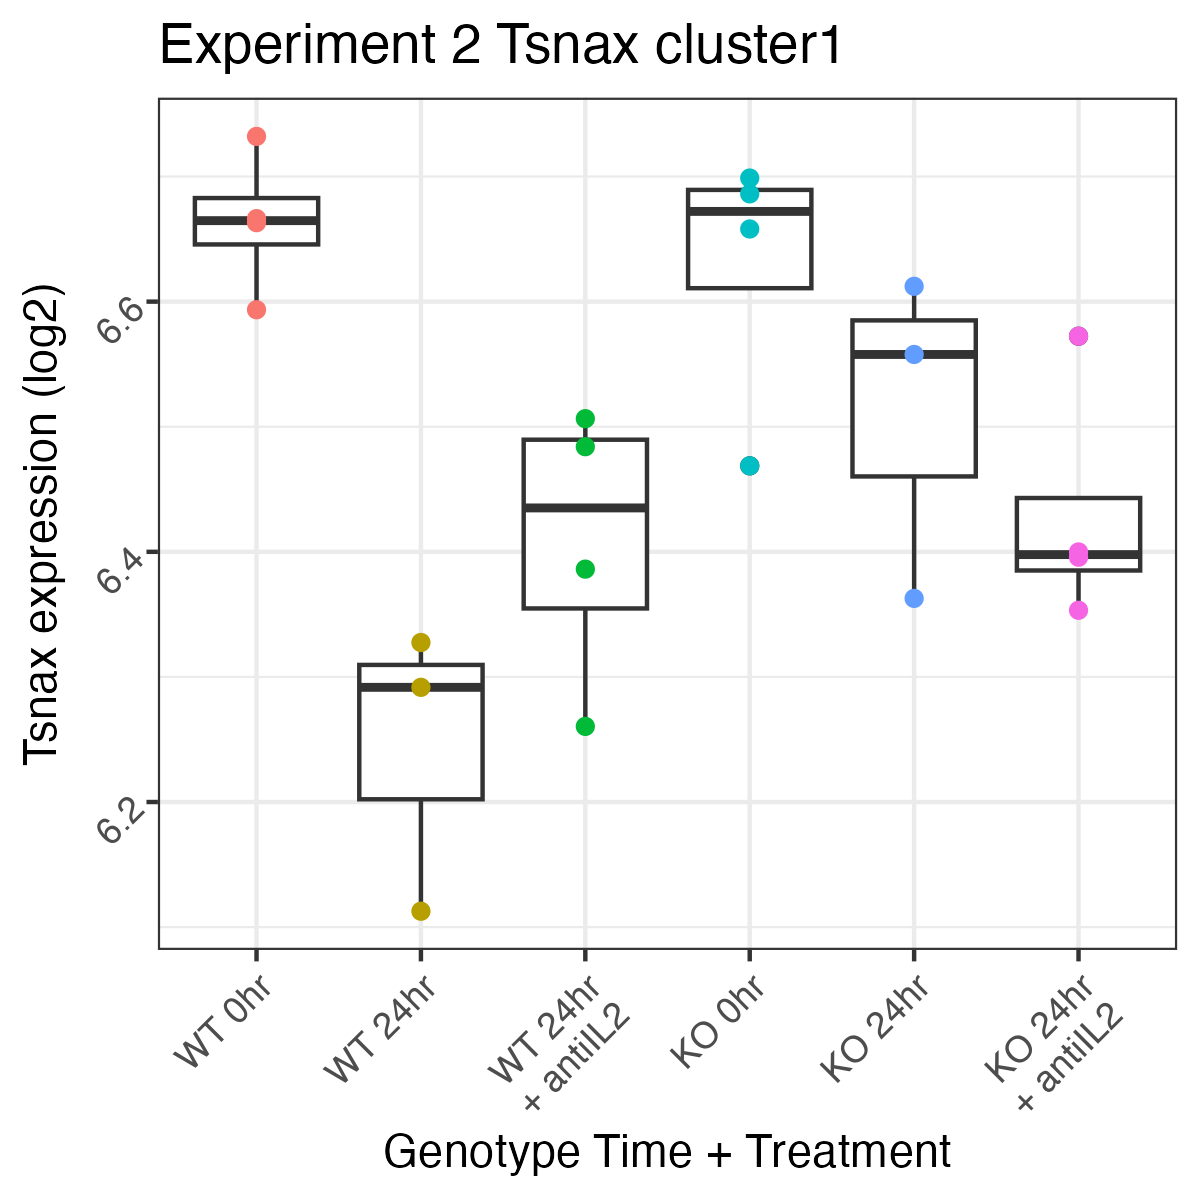 Experiment 2 Tsnax cluster1
Tsnax expression (log2)
6.6
6.4
6.2
WT 0hr
WT 24hr
WT 24hr
+ antiIL2
KO 0hr
KO 24hr
KO 24hr
+ antiIL2
Genotype Time + Treatment